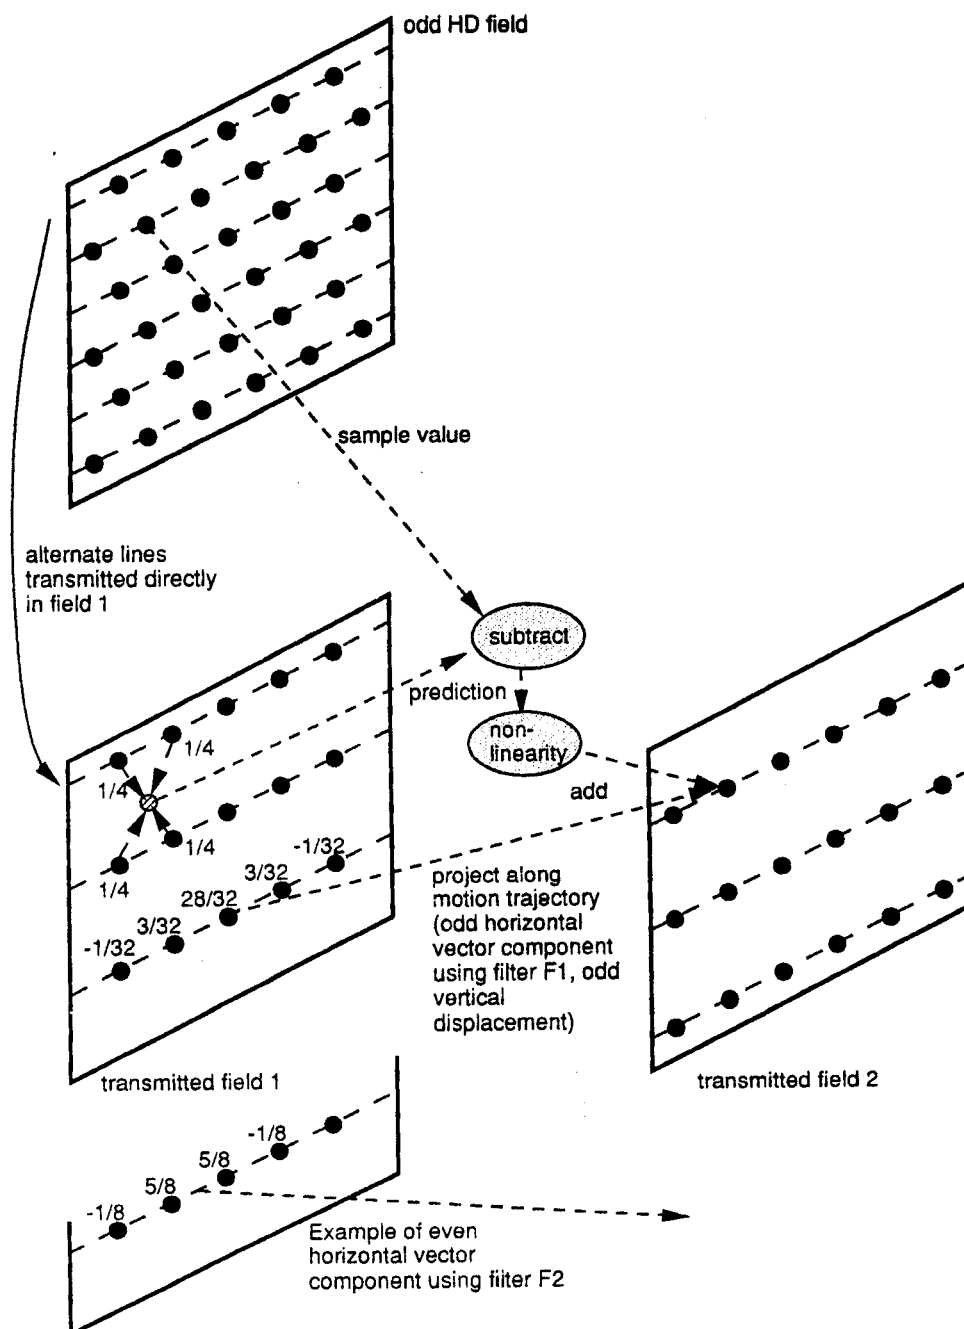 odd HD field
sample value
alternate lines
transmitted directly
in field 1
subtract
prediction
non-
linearity
add
1/4
1/4
1/4
1/4
-1/32
3/32
28/32
3/32
-1/32
project along
motion trajectory
(odd horizontal
vector component
using filter F1, odd
vertical
displacement)
transmitted field 1
transmitted field 2
-1/8
5/8
5/8
-1/8
Example of even
horizontal vector
component using filter F2